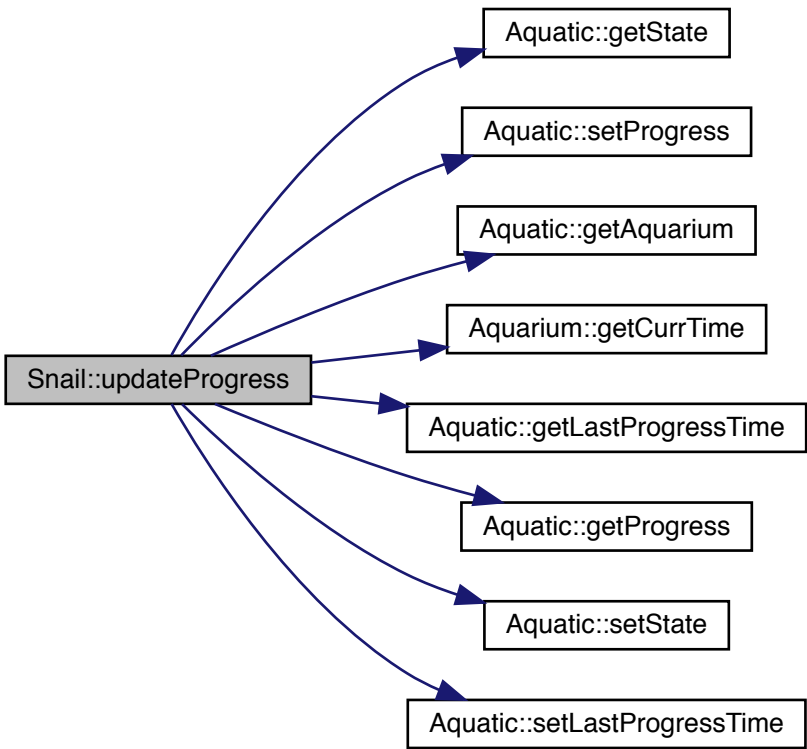 Aquatic::getState
Aquatic::setProgress
Aquatic::getAquarium
Aquarium::getCurrTime
Snail::updateProgress
Aquatic::getLastProgressTime
Aquatic::getProgress
Aquatic::setState
Aquatic::setLastProgressTime